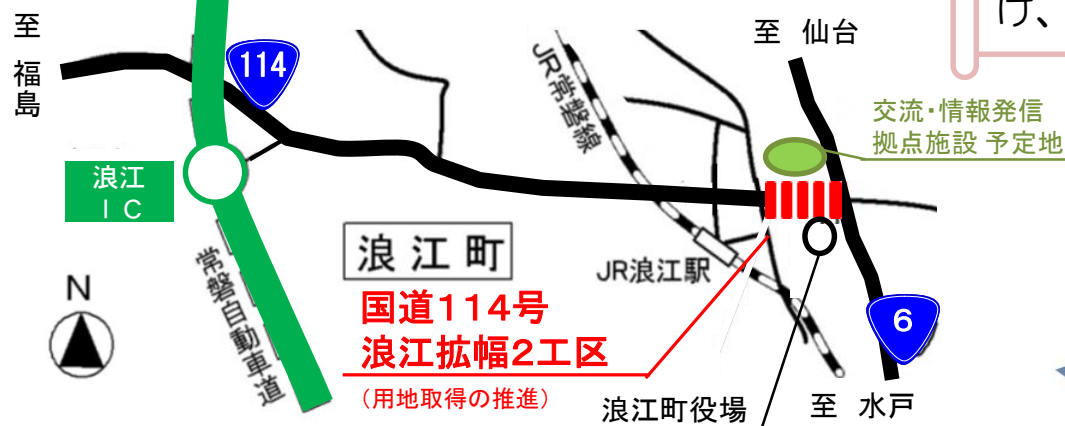 至
福
島
114
JR常磐線
至 仙台
け、
交流・情報発信
拠点施設 予定地
浪江
IC
浪江町
JR浪江駅
常磐自動車道
N
国道114号
浪江拡幅2工区
(用地取得の推進)
6
浪江町役場
至 水戸